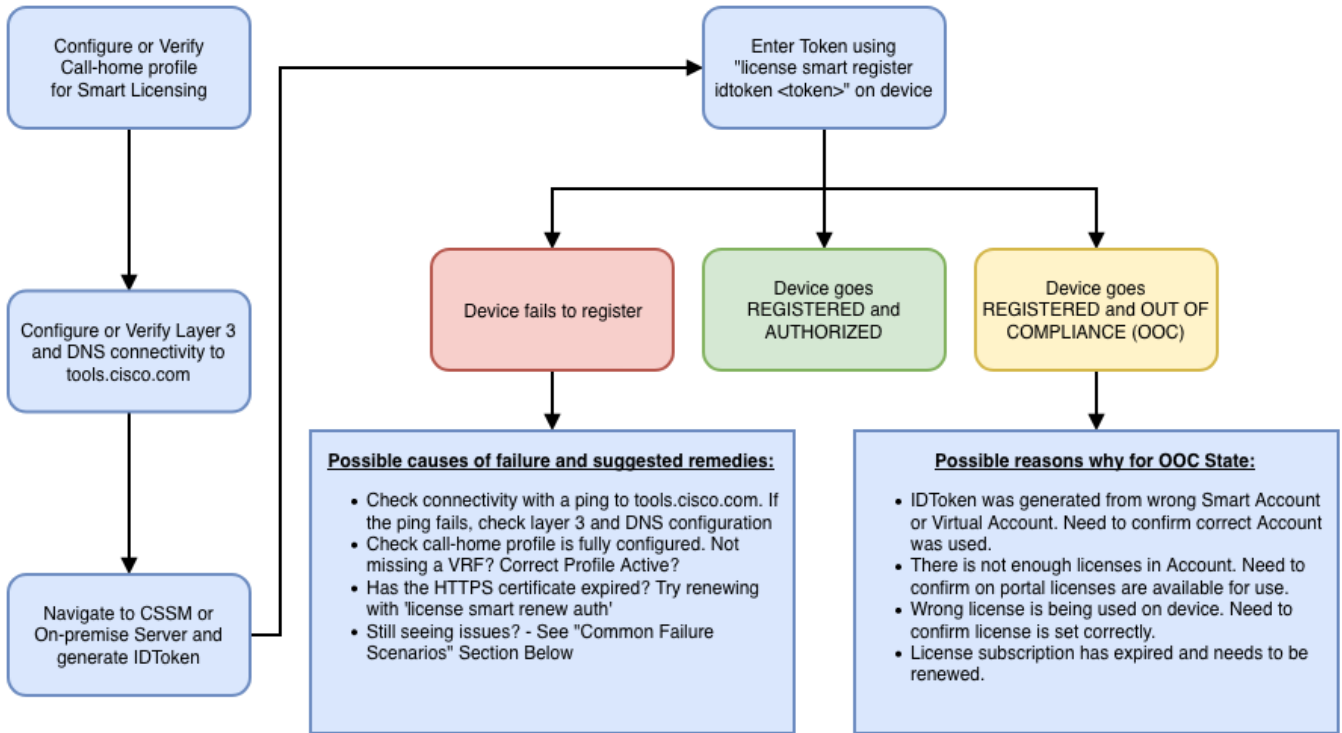 Configure or Verify
Call-home profile
for Smart Licensing
Configure or Verify Layer 3
and DNS connectivity to
tools.cisco.com
Navigate to CSSM or
On-premise Server and
generate IDToken
Enter Token using
"license smart register
idtoken <token>" on device
Device fails to register
Device goes
REGISTERED and
AUTHORIZED
Device goes
REGISTERED and OUT OF
COMPLIANCE (OOC)
Possible causes of failure and suggested remedies:
• Check connectivity with a ping to tools.cisco.com. If
the ping fails, check layer 3 and DNS configuration
• Check call-home profile is fully configured. Not
missing a VRF? Correct Profile Active?
• Has the HTTPS certificate expired? Try renewing
with 'license smart renew auth'
• Still seeing issues? - See "Common Failure
Scenarios" Section Below
Possible reasons why for OOC State:
• IDToken was generated from wrong Smart Account
or Virtual Account. Need to confirm correct Account
was used.
• There is not enough licenses in Account. Need to
confirm on portal licenses are available for use.
• Wrong license is being used on device. Need to
confirm license is set correctly.
• License subscription has expired and needs to be
renewed.